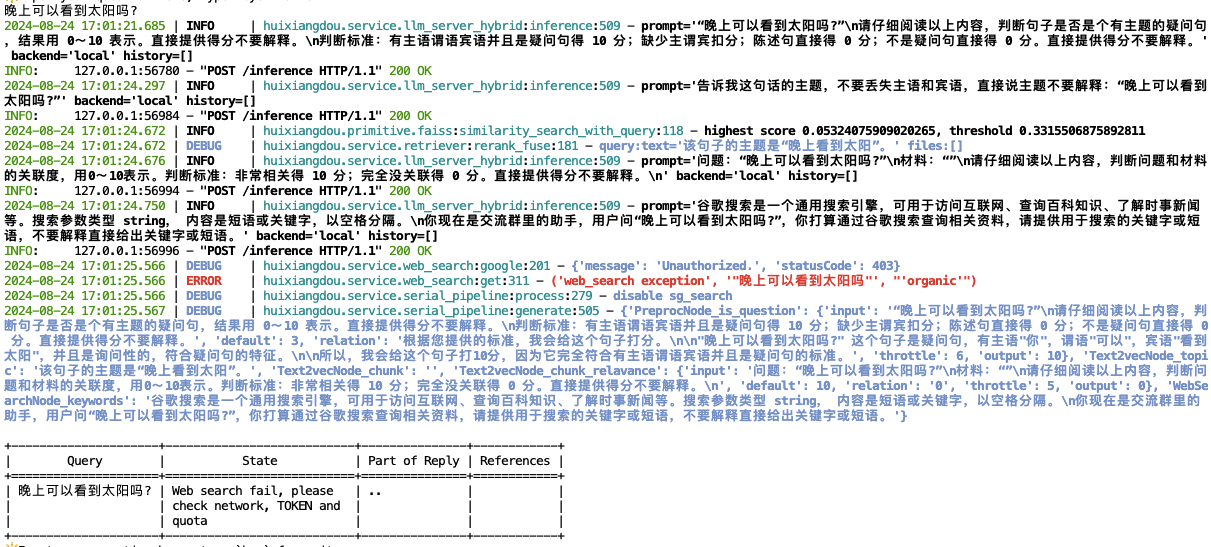 晚上可以看到太阳吗?
2024-08-24 17:01:21.685 | INFO     | huixiangdou.service.llm_server_hybrid:inference:509 - prompt='“晚上可以看到太阳吗?”\n请仔细阅读以上内容，判断句子是否是个有主题的疑问句
，结果用 0～10 表示。直接提供得分不要解释。\n判断标准：有主语谓语宾语并且是疑问句得 10 分；缺少主谓宾扣分；陈述句直接得 0 分；不是疑问句直接得 0 分。直接提供得分不要解释。'
 backend='local' history=[]
INFO:     127.0.0.1:56780 - "POST /inference HTTP/1.1" 200 OK
2024-08-24 17:01:24.297 | INFO     | huixiangdou.service.llm_server_hybrid:inference:509 - prompt='告诉我这句话的主题，不要丢失主语和宾语，直接说主题不要解释：“晚上可以看到
太阳吗?”' backend='local' history=[]
INFO:     127.0.0.1:56984 - "POST /inference HTTP/1.1" 200 OK
2024-08-24 17:01:24.672 | INFO     | huixiangdou.primitive.faiss:similarity_search_with_query:118 - highest score 0.05324075909020265, threshold 0.3315506875892811
2024-08-24 17:01:24.672 | DEBUG    | huixiangdou.service.retriever:rerank_fuse:181 - query:text='该句子的主题是“晚上看到太阳”。' files:[]
2024-08-24 17:01:24.676 | INFO     | huixiangdou.service.llm_server_hybrid:inference:509 - prompt='问题：“晚上可以看到太阳吗?”\n材料：“”\n请仔细阅读以上内容，判断问题和材料
的关联度，用0～10表示。判断标准：非常相关得 10 分；完全没关联得 0 分。直接提供得分不要解释。\n' backend='local' history=[]
INFO:     127.0.0.1:56994 - "POST /inference HTTP/1.1" 200 OK
2024-08-24 17:01:24.750 | INFO     | huixiangdou.service.llm_server_hybrid:inference:509 - prompt='谷歌搜索是一个通用搜索引擎，可用于访问互联网、查询百科知识、了解时事新闻
等。搜索参数类型 string， 内容是短语或关键字，以空格分隔。\n你现在是交流群里的助手，用户问“晚上可以看到太阳吗?”，你打算通过谷歌搜索查询相关资料，请提供用于搜索的关键字或短
语，不要解释直接给出关键字或短语。' backend='local' history=[]
INFO:     127.0.0.1:56996 - "POST /inference HTTP/1.1" 200 OK
2024-08-24 17:01:25.566 | DEBUG    | huixiangdou.service.web_search:google:201 - {'message': 'Unauthorized.', 'statusCode': 403}
2024-08-24 17:01:25.566 | ERROR    | huixiangdou.service.web_search:get:311 - ('web_search exception', '"晚上可以看到太阳吗"', "'organic'")
2024-08-24 17:01:25.567 | DEBUG    | huixiangdou.service.serial_pipeline:process:279 - disable sg_search
2024-08-24 17:01:25.567 | DEBUG    | huixiangdou.service.serial_pipeline:generate:505 - {'PreprocNode_is_question': {'input': '“晚上可以看到太阳吗?”\n请仔细阅读以上内容，判
断句子是否是个有主题的疑问句，结果用 0～10 表示。直接提供得分不要解释。\n判断标准：有主语谓语宾语并且是疑问句得 10 分；缺少主谓宾扣分；陈述句直接得 0 分；不是疑问句直接得 0
 分。直接提供得分不要解释。', 'default': 3, 'relation': '根据您提供的标准，我会给这个句子打分。\n\n"晚上可以看到太阳吗?" 这个句子是疑问句，有主语"你"，谓语"可以"，宾语"看到
太阳"，并且是询问性的，符合疑问句的特征。\n\n所以，我会给这个句子打10分，因为它完全符合有主语谓语宾语并且是疑问句的标准。', 'throttle': 6, 'output': 10}, 'Text2vecNode_topi
c': '该句子的主题是“晚上看到太阳”。', 'Text2vecNode_chunk': '', 'Text2vecNode_chunk_relavance': {'input': '问题：“晚上可以看到太阳吗?”\n材料：“”\n请仔细阅读以上内容，判断问
题和材料的关联度，用0～10表示。判断标准：非常相关得 10 分；完全没关联得 0 分。直接提供得分不要解释。\n', 'default': 10, 'relation': '0', 'throttle': 5, 'output': 0}, 'WebSe
archNode_keywords': '谷歌搜索是一个通用搜索引擎，可用于访问互联网、查询百科知识、了解时事新闻等。搜索参数类型 string， 内容是短语或关键字，以空格分隔。\n你现在是交流群里的
助手，用户问“晚上可以看到太阳吗?”，你打算通过谷歌搜索查询相关资料，请提供用于搜索的关键字或短语，不要解释直接给出关键字或短语。'}
Query | State | Part of Reply | References
晚上可以看到太阳吗? | Web search fail, please | ..
check network, TOKEN and
quota